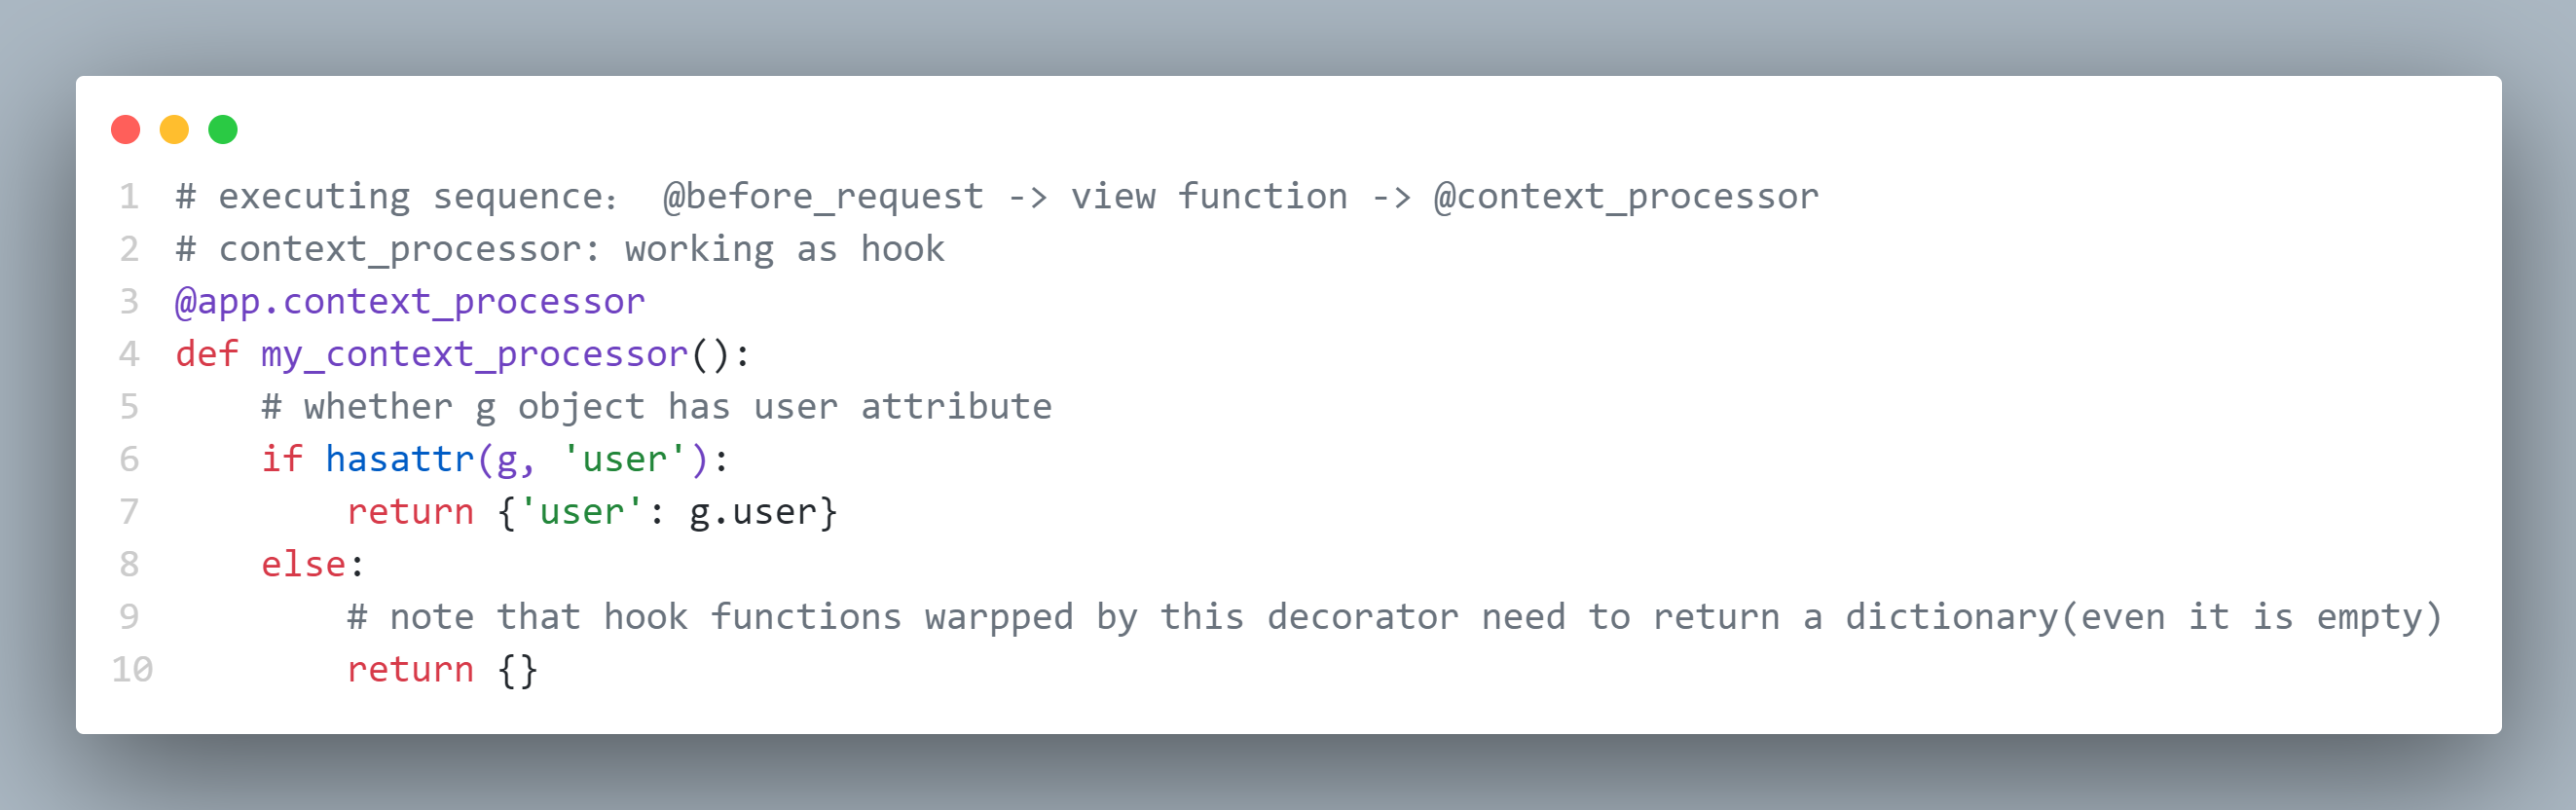 1 # executing sequence： @before_request -> view function -> @context_processor
2 # context_processor: working as hook
3 @app.context_processor
4 def my_context_processor():
5     # whether g object has user attribute
6     if hasattr(g, 'user'):
7         return {'user': g.user}
8     else:
9         # note that hook functions warpped by this decorator need to return a dictionary(even it is empty)
10         return {}